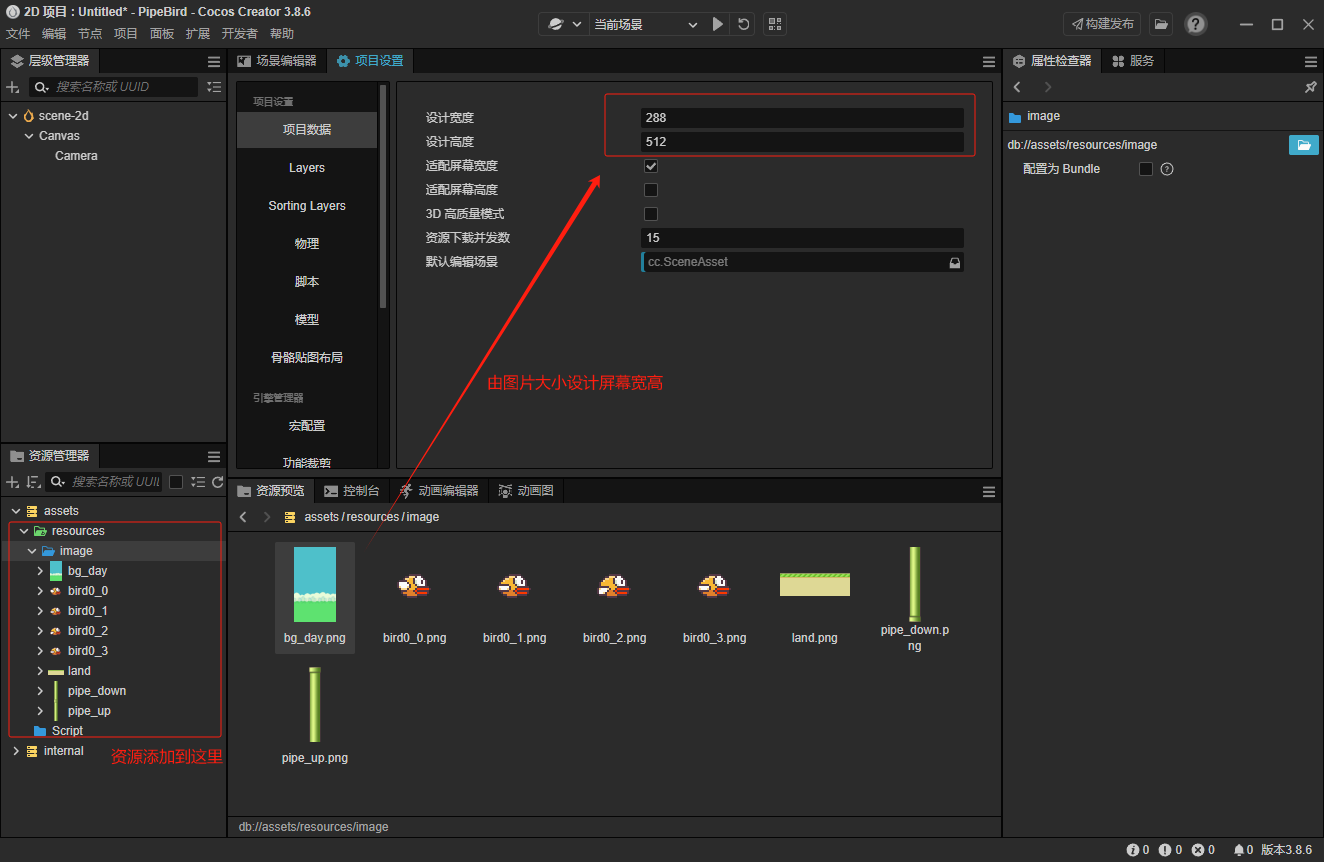 2D 项目 : Untitled* - PipeBird - Cocos Creator 3.8.6
文件 编辑 节点 项目 面板 扩展 开发者 帮助
当前场景
构建发布
层级管理器
搜索名称或 UUID
scene-2d
Canvas
Camera
场景编辑器 项目设置
项目设置
项目数据
Layers
Sorting Layers
物理
脚本
模型
骨骼贴图布局
引擎管理器
宏配置
功能裁剪
设计宽度 288
设计高度 512
适配屏幕宽度
适配屏幕高度
3D 高质量模式
资源下载并发数 15
默认编辑场景 cc.SceneAsset
由图片大小设计屏幕宽高
属性检查器 服务
image
db://assets/resources/image
配置为 Bundle
资源管理器
搜索名称或 UUI
assets
resources
image
bg_day
bird0_0
bird0_1
bird0_2
bird0_3
land
pipe_down
pipe_up
Script
internal
资源添加到这里
资源预览 控制台 动画编辑器 动画图
assets / resources / image
bg_day.png bird0_0.png bird0_1.png bird0_2.png bird0_3.png land.png pipe_down.p
ng
pipe_up.png
db://assets/resources/image
0 0 0 0 版本3.8.6